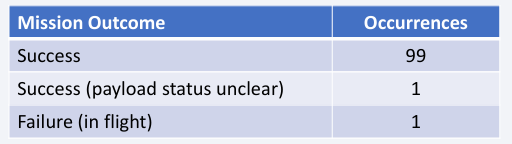 Mission Outcome Occurrences
Success 99
Success (payload status unclear) 1
Failure (in flight) 1